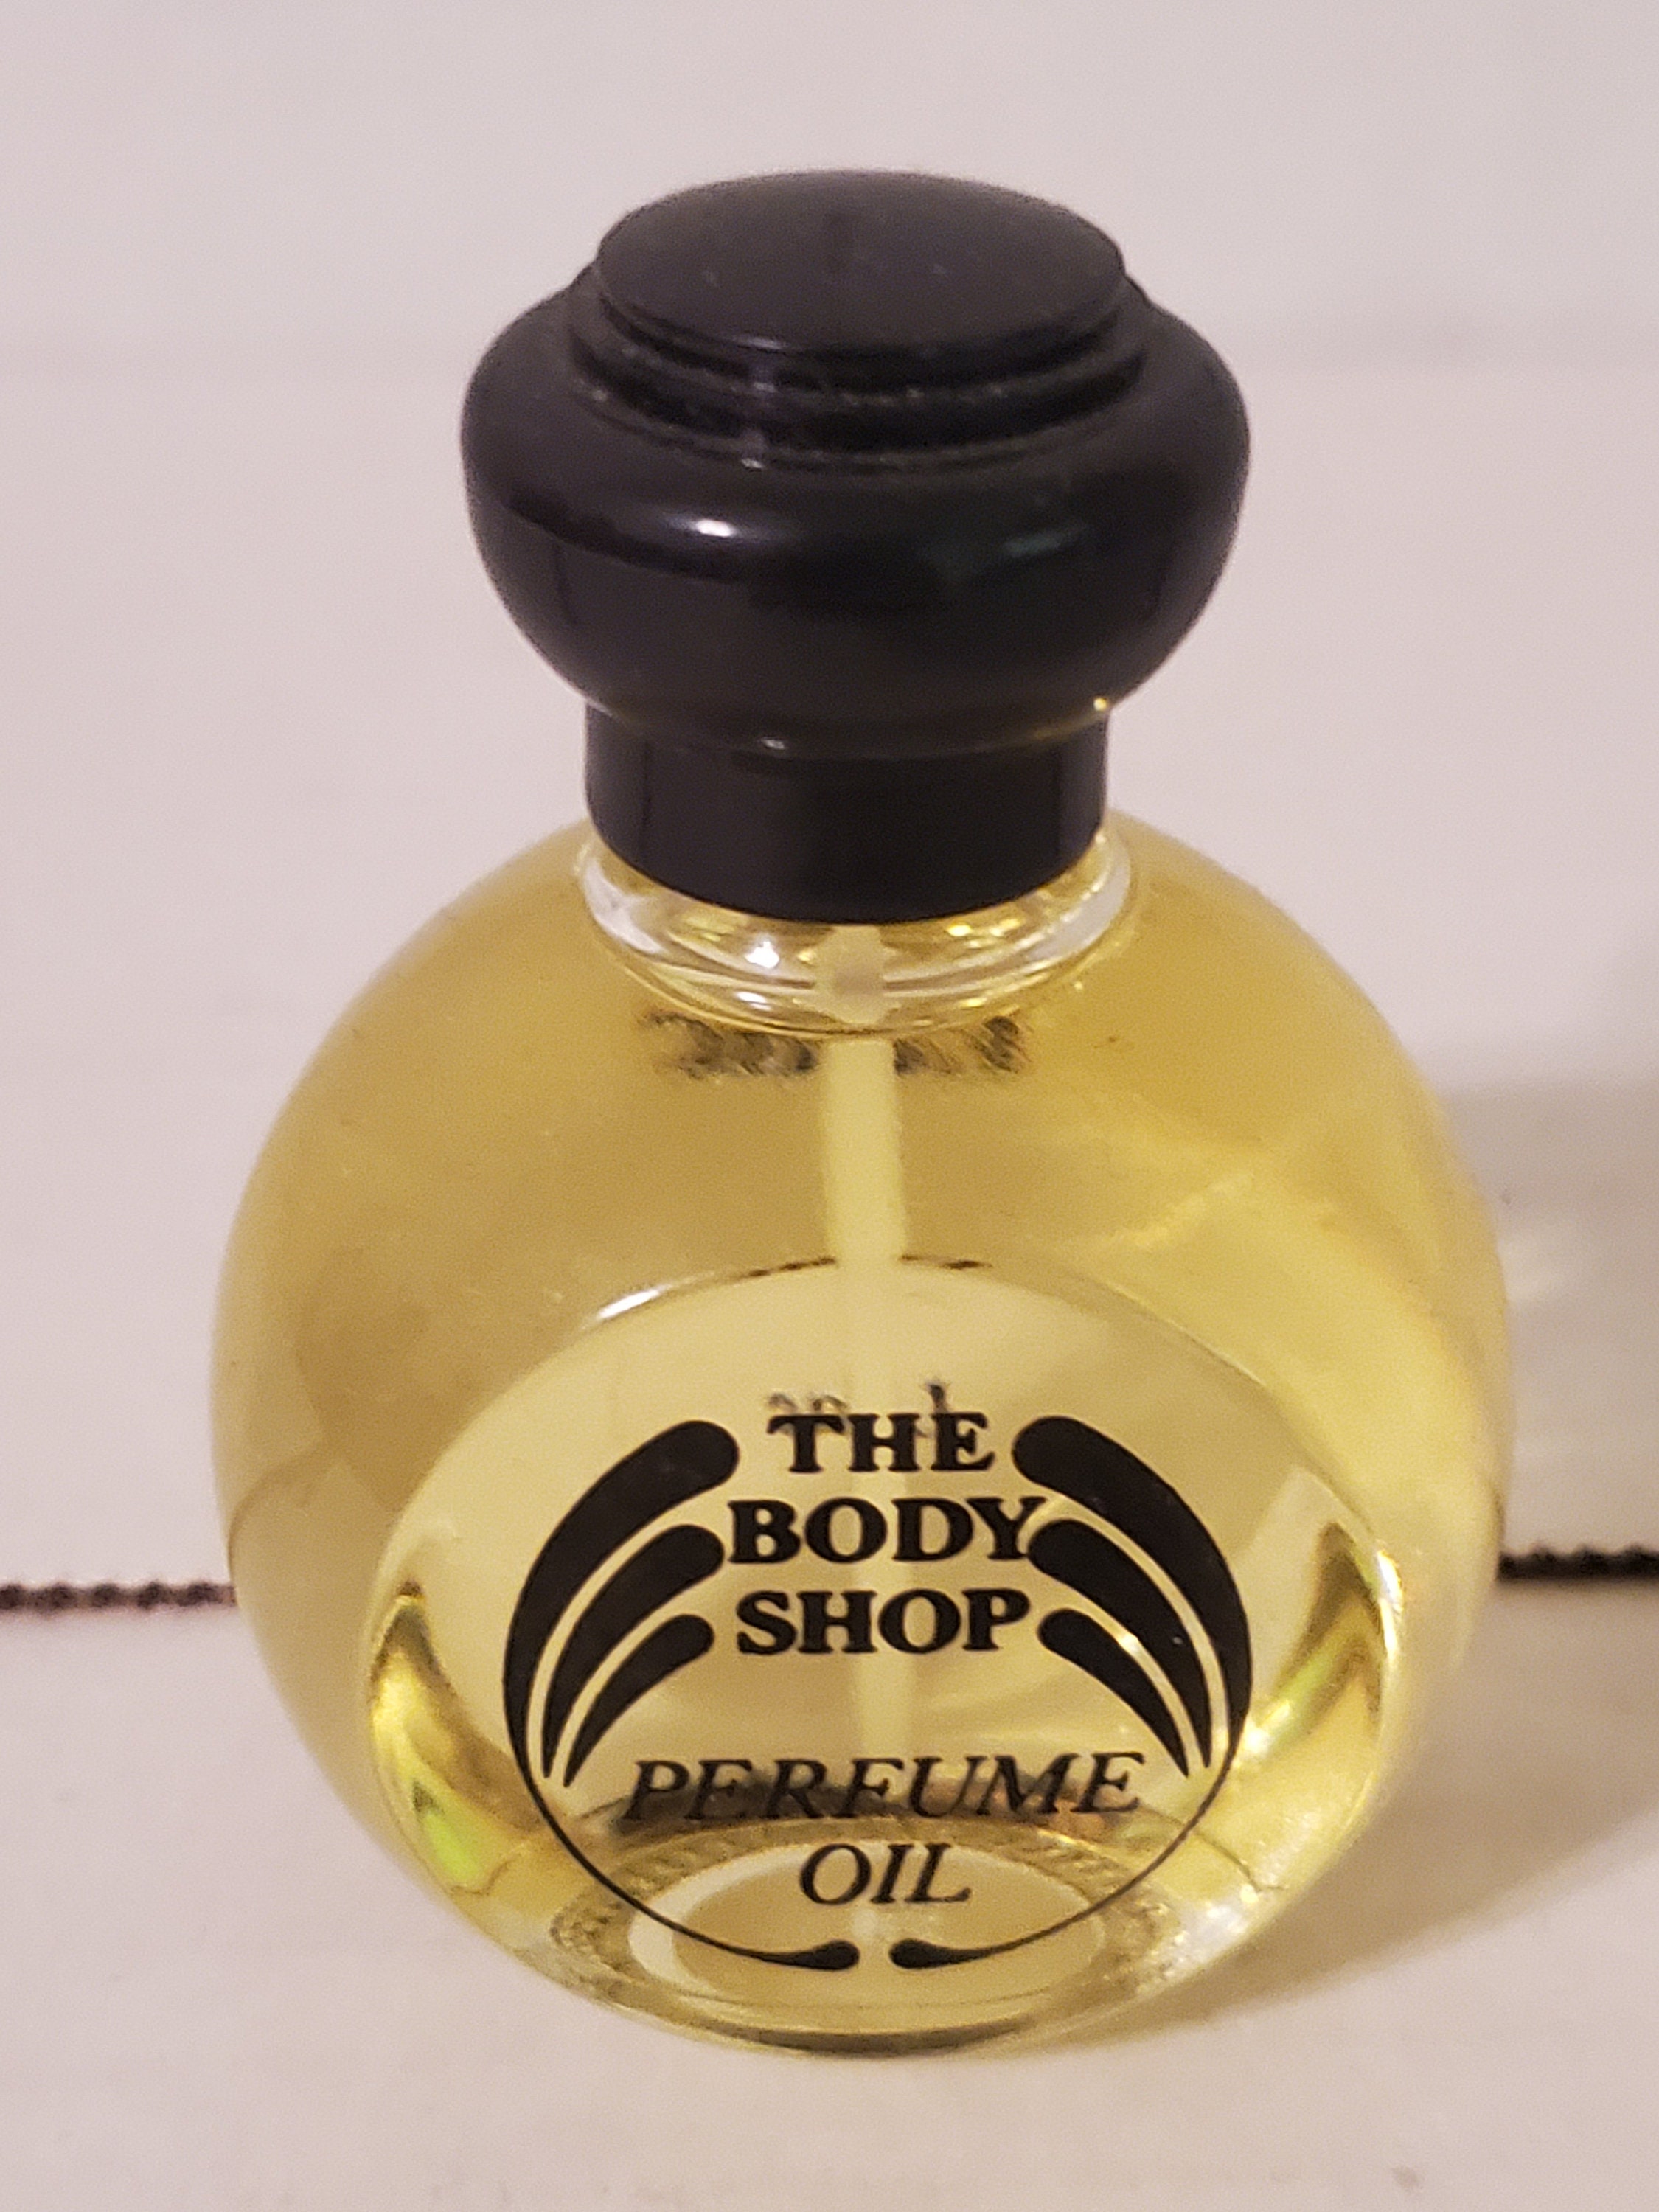 THE
BODY
SHOP
PERFUME
OIL